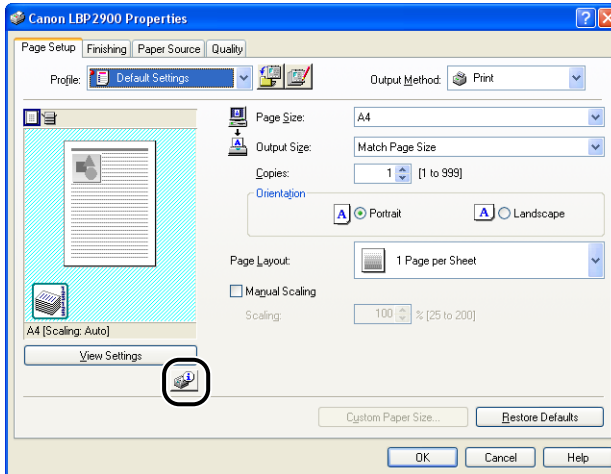 Canon LBP2900 Properties
Page Setup Finishing Paper Source Quality
Profile: Default Settings Output Method: Print
Page Size: A4
Output Size: Match Page Size
Copies: 1 [1 to 999]
Orientation
A Portrait A Landscape
Page Layout: 1 Page per Sheet
Manual Scaling
Scaling: 100 % [25 to 200]
A4 [Scaling: Auto]
View Settings
Custom Paper Size... Restore Defaults
OK Cancel Help